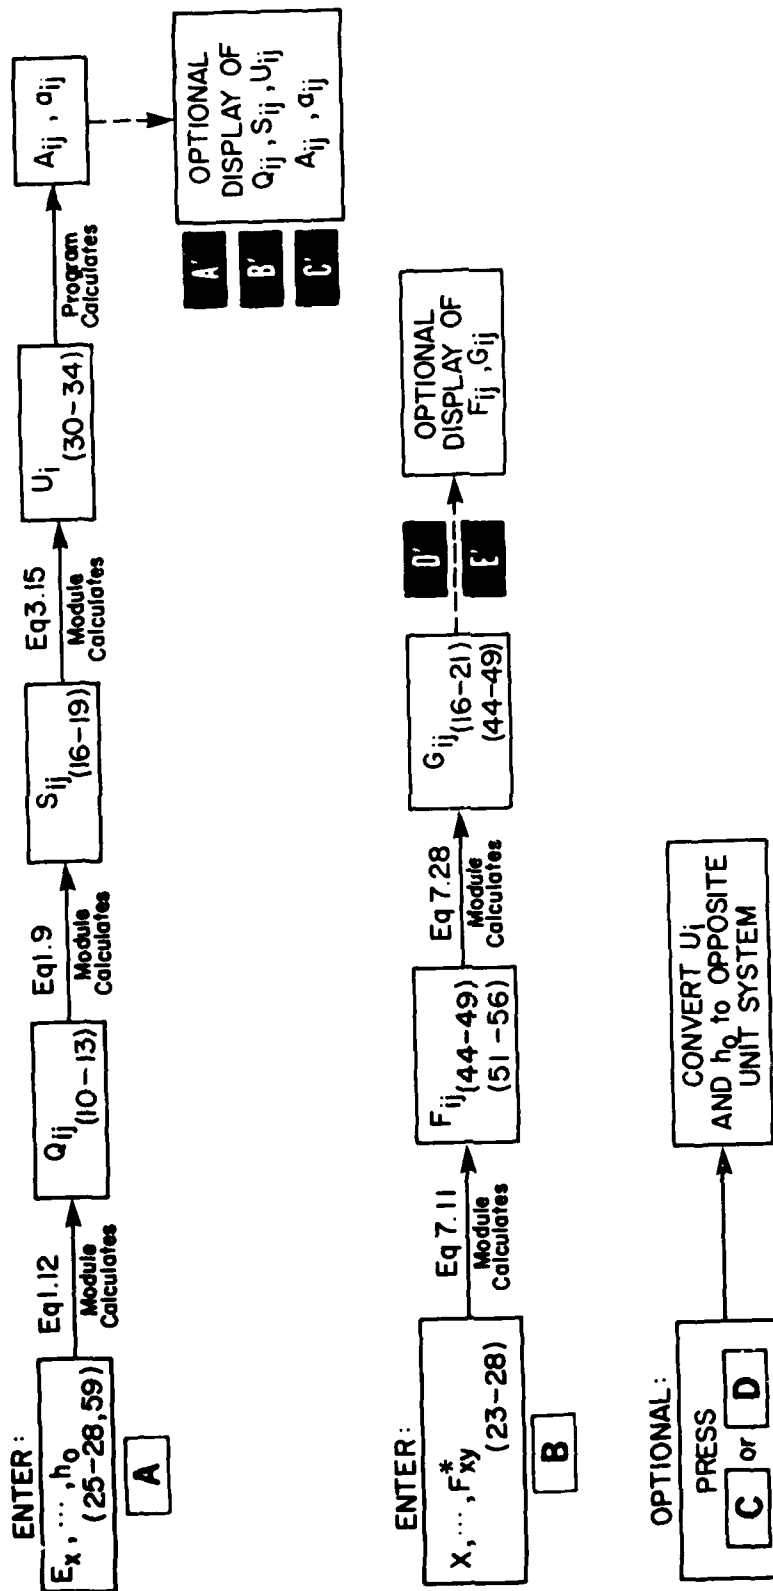 ENTER:
Eₓ, ⋯, h₀
(25-28,59)
A
Eq1.12
Module
Calculates
Qᵢⱼ
(10-13)
Eq1.9
Module
Calculates
Sᵢⱼ
(16-19)
Eq3.15
Module
Calculates
Uᵢ
(30-34)
Program
Calculates
Aᵢⱼ, aᵢⱼ
A'
B'
C'
OPTIONAL
DISPLAY OF
Qᵢⱼ, Sᵢⱼ, Uᵢⱼ
Aᵢⱼ, aᵢⱼ
ENTER:
X, ⋯, F*xy
(23-28)
B
Eq 7.11
Module
Calculates
Fᵢⱼ(44-49)
(51-56)
Eq 7.28
Module
Calculates
Gᵢⱼ(16-21)
(44-49)
D'
E'
OPTIONAL
DISPLAY OF
Fᵢⱼ, Gᵢⱼ
OPTIONAL:
PRESS
C or D
CONVERT Uᵢ
AND h₀ to OPPOSITE
UNIT SYSTEM